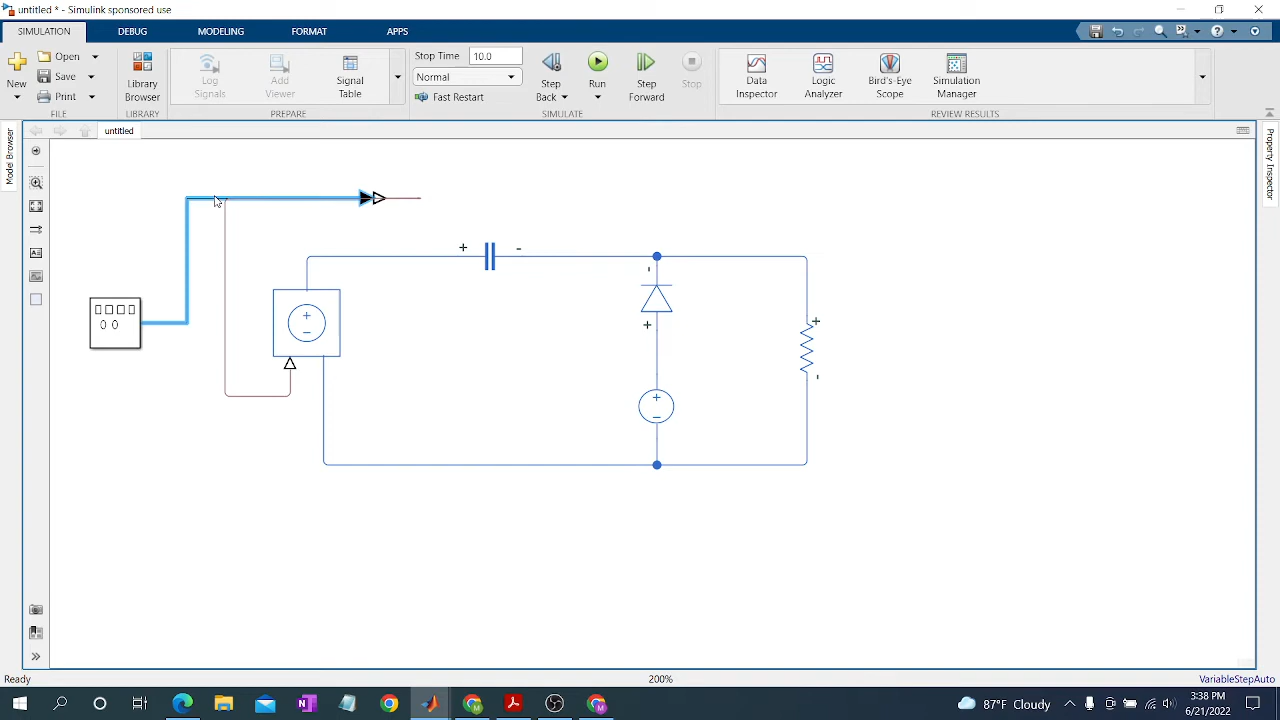 untitled * - Simulink sponsored use
SIMULATION DEBUG MODELING FORMAT APPS
New
Open
Save
Print
FILE
Library
Browser
LIBRARY
Log
Signals
Add
Viewer
Signal
Table
PREPARE
Stop Time 10.0
Normal
Fast Restart
Step
Back
Run
Step
Forward
Stop
SIMULATE
Data
Inspector
Logic
Analyzer
Bird's-Eye
Scope
Simulation
Manager
REVIEW RESULTS
Model Browser
untitled
Property Inspector
+ -
-
+
+
-
+
-
+
-
Ready 200% VariableStepAuto
87°F Cloudy
3:38 PM
6/21/2022